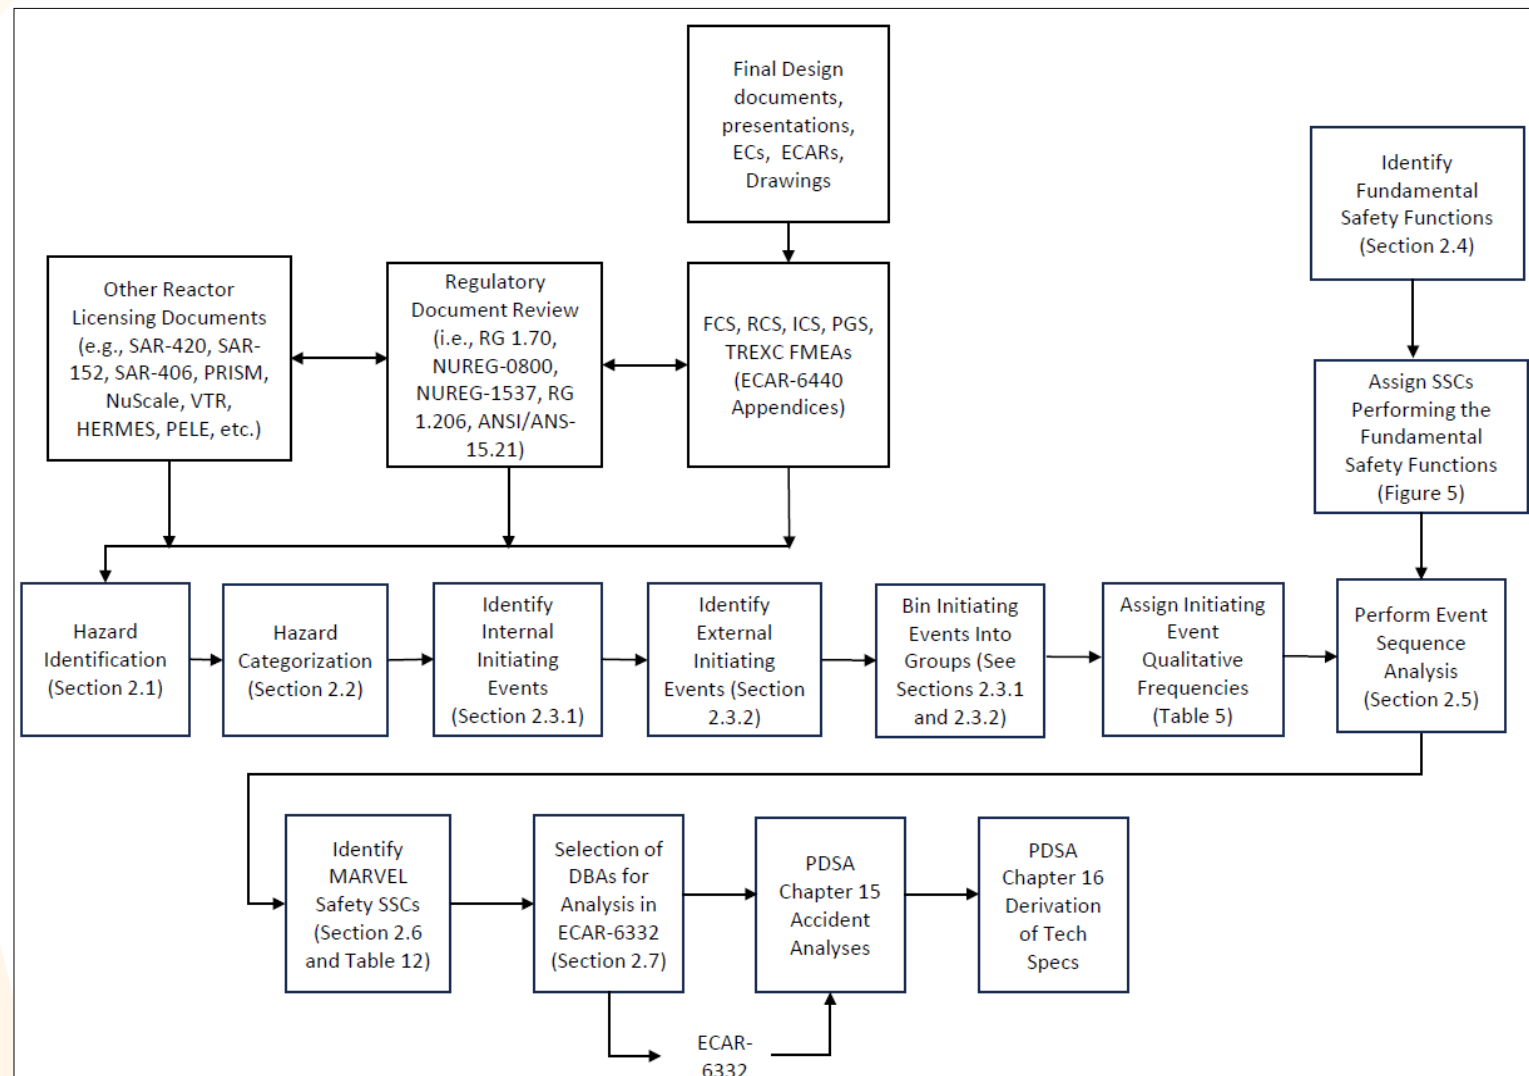 Final Design
documents,
presentations,
ECs, ECARs,
Drawings
Identify
Fundamental
Safety Functions
(Section 2.4)
Other Reactor
Licensing Documents
(e.g., SAR-420, SAR-
152, SAR-406, PRISM,
NuScale, VTR,
HERMES, PELE, etc.)
Regulatory
Document Review
(i.e., RG 1.70,
NUREG-0800,
NUREG-1537, RG
1.206, ANSI/ANS-
15.21)
FCS, RCS, ICS, PGS,
TREXC FMEAs
(ECAR-6440
Appendices)
Assign SSCs
Performing the
Fundamental
Safety Functions
(Figure 5)
Hazard
Identification
(Section 2.1)
Hazard
Categorization
(Section 2.2)
Identify
Internal
Initiating
Events
(Section 2.3.1)
Identify
External
Initiating
Events (Section
2.3.2)
Bin Initiating
Events Into
Groups (See
Sections 2.3.1
and 2.3.2)
Assign Initiating
Event
Qualitative
Frequencies
(Table 5)
Perform Event
Sequence
Analysis
(Section 2.5)
Identify
MARVEL
Safety SSCs
(Section 2.6
and Table 12)
Selection of
DBAs for
Analysis in
ECAR-6332
(Section 2.7)
PDSA
Chapter 15
Accident
Analyses
PDSA
Chapter 16
Derivation
of Tech
Specs
ECAR-
6332